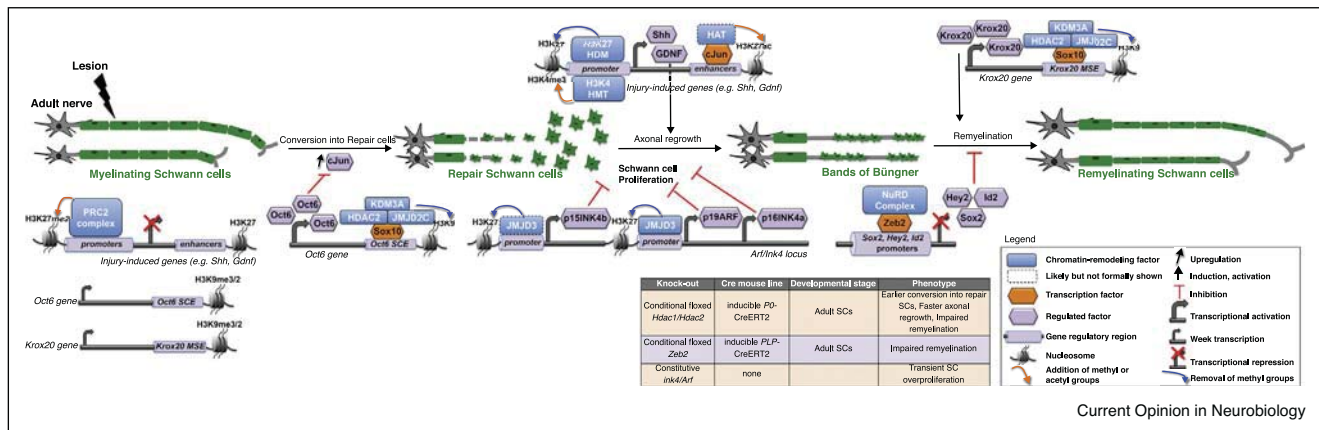 Lesion
Adult nerve
Myelinating Schwann cells
Conversion into Repair cells
cJun
Repair Schwann cells
H3K27
H3K27
HDM
promoter
H3K4me3
H3K4
HMT
Shh
GDNF
HAT
cJun
enhancers
H3K27ac
Injury-induced genes (e.g. Shh, Gdnf)
Axonal regrowth
Schwann cell
Proliferation
Bands of Büngner
Krox20
Krox20
Krox20
KDM3A
HDAC2
JMJD2C
H3K9
Sox10
Krox20 MSE
Krox20 gene
Remyelination
Remyelinating Schwann cells
H3K27me2
PRC2
complex
promoters
enhancers
H3K27
Injury-induced genes (e.g. Shh, Gdnf)
Oct6 gene
Oct6 SCE
H3K9me3/2
Krox20 gene
Krox20 MSE
H3K9me3/2
Oct6
Oct6
Oct6
KDM3A
HDAC2
JMJD2C
H3K9
Sox10
Oct6 SCE
Oct6 gene
H3K27
JMJD3
promoter
p15INK4b
H3K27
JMJD3
promoter
p19ARF
p16INK4a
Arf/Ink4 locus
NuRD
Complex
Zeb2
Sox2, Hey2, Id2
promoters
Hey2
Id2
Sox2
Knock-out Cre mouse line Developmental stage Phenotype
Conditional floxed
Hdac1/Hdac2
inducible P0-
CreERT2
Adult SCs
Earlier conversion into repair
SCs, Faster axonal
regrowth, Impaired
remyelination
Conditional floxed
Zeb2
inducible PLP-
CreERT2
Adult SCs
Impaired remyelination
Constitutive
ink4/Arf
none
Transient SC
overproliferation
Legend
Chromatin-remodeling factor
Likely but not formally shown
Transcription factor
Regulated factor
Gene regulatory region
Nucleosome
Addition of methyl or
acetyl groups
Upregulation
Induction, activation
Inhibition
Transcriptional activation
Week transcription
Transcriptional repression
Removal of methyl groups
Current Opinion in Neurobiology